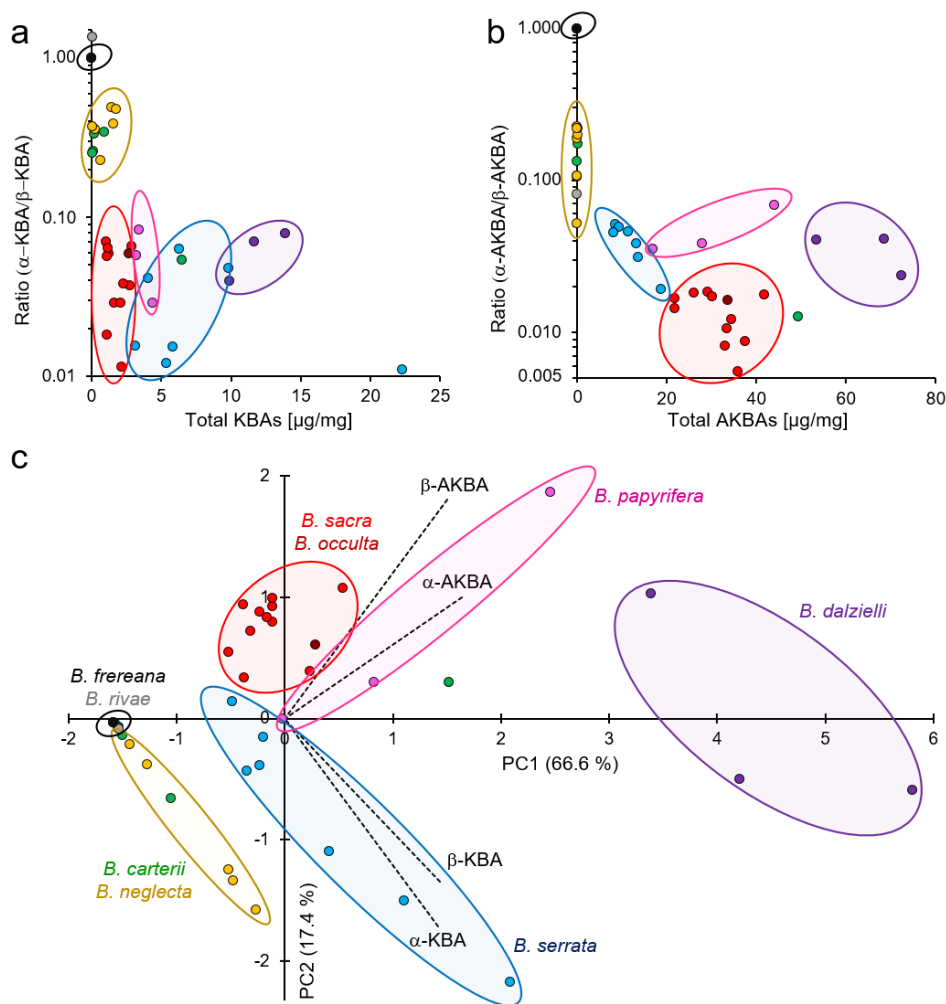 a
Ratio (α–KBA/β–KBA)
1.00
0.10
0.01
0
5
10
15
20
25
Total KBAs [µg/mg]
b
Ratio (α-AKBA/β-AKBA)
1.000
0.100
0.010
0.005
0
20
40
60
80
Total AKBAs [µg/mg]
c
2
1
0
-1
-2
-2
-1
0
1
2
3
4
5
6
PC1 (66.6 %)
PC2 (17.4 %)
β-AKBA
α-AKBA
β-KBA
α-KBA
B. papyrifera
B. sacra
B. occulta
B. dalzielli
B. frereana
B. rivae
B. carterii
B. neglecta
B. serrata